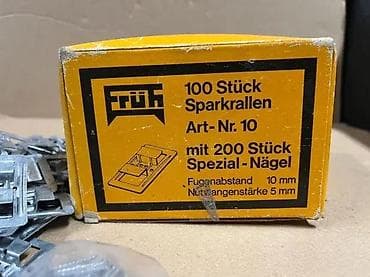 FRÜH
100 Stück
Sparkrallen
Art-Nr. 10
mit 200 Stück
Spezial-Nägel
Fugenabstand 10 mm
Nutwangenstärke 5 mm